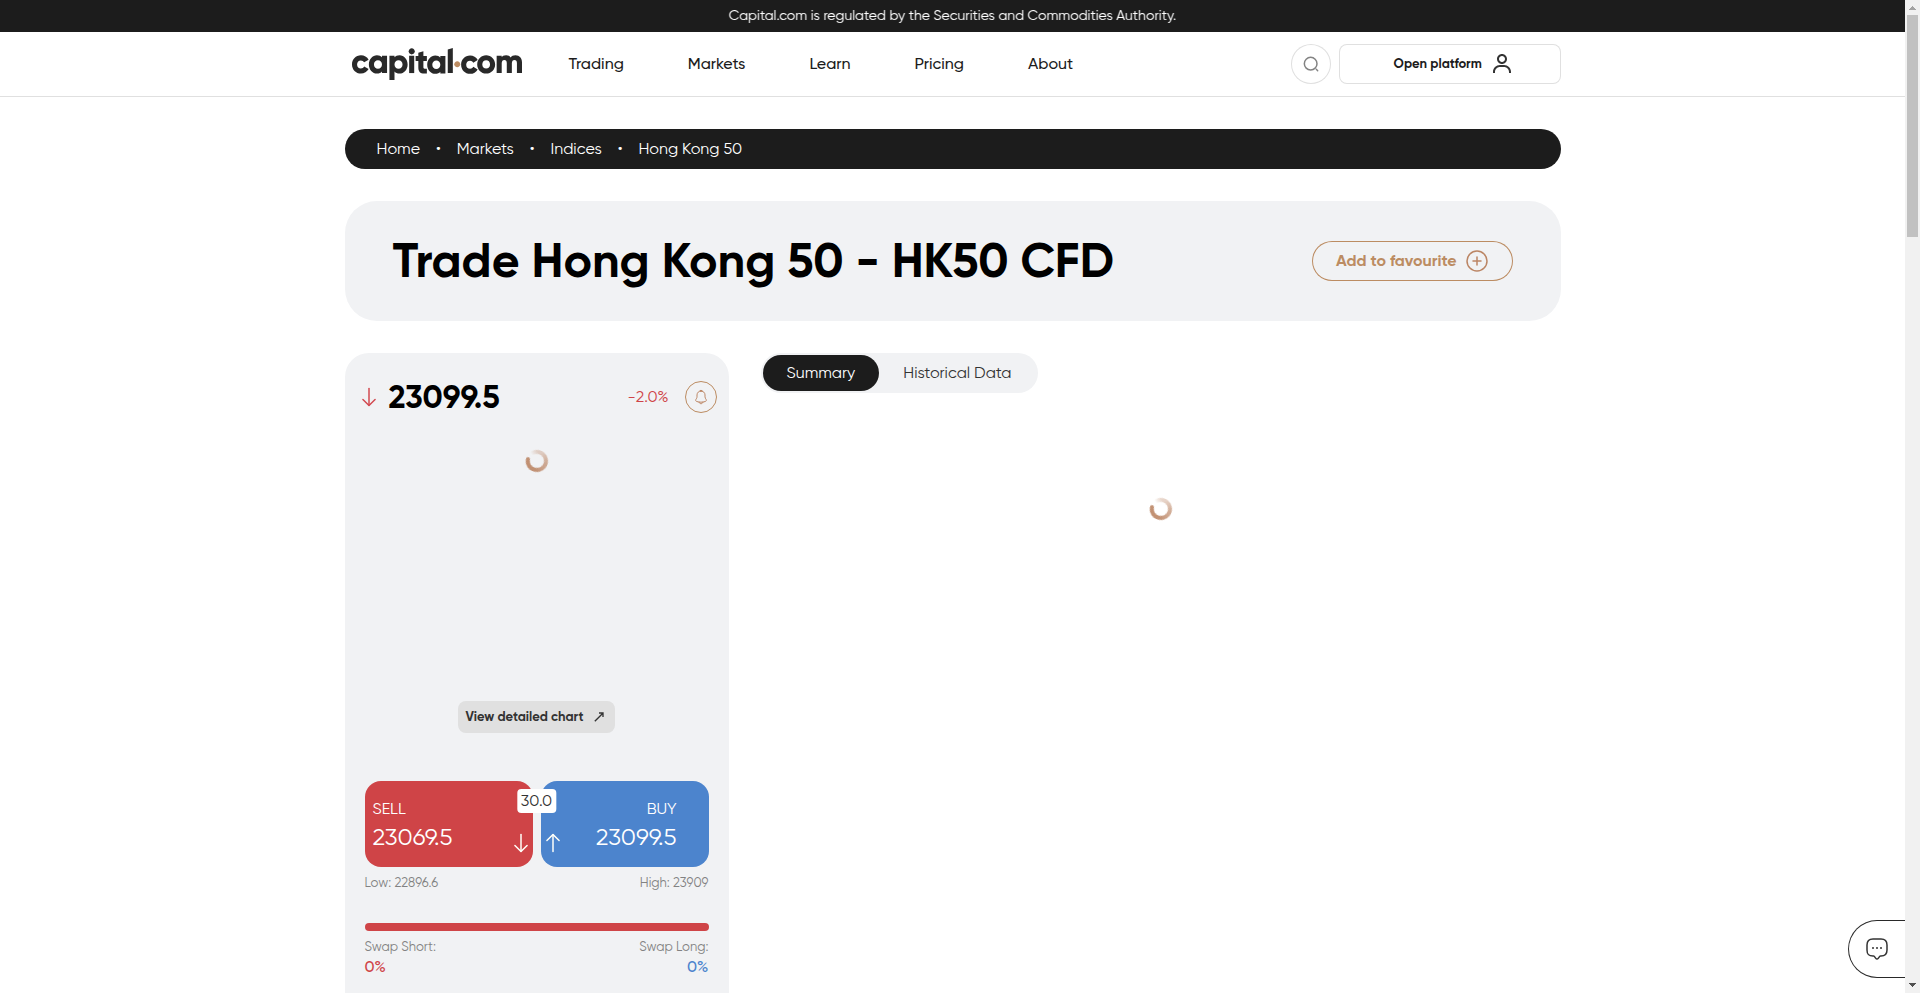 Capital.com is regulated by the Securities and Commodities Authority.
capital.com Trading Markets Learn Pricing About Open platform
Home • Markets • Indices • Hong Kong 50
Trade Hong Kong 50 - HK50 CFD
Add to favourite
23099.5 -2.0%
Summary Historical Data
View detailed chart
SELL 30.0 BUY
23069.5 23099.5
Low: 22896.6 High: 23909
Swap Short: Swap Long:
0% 0%